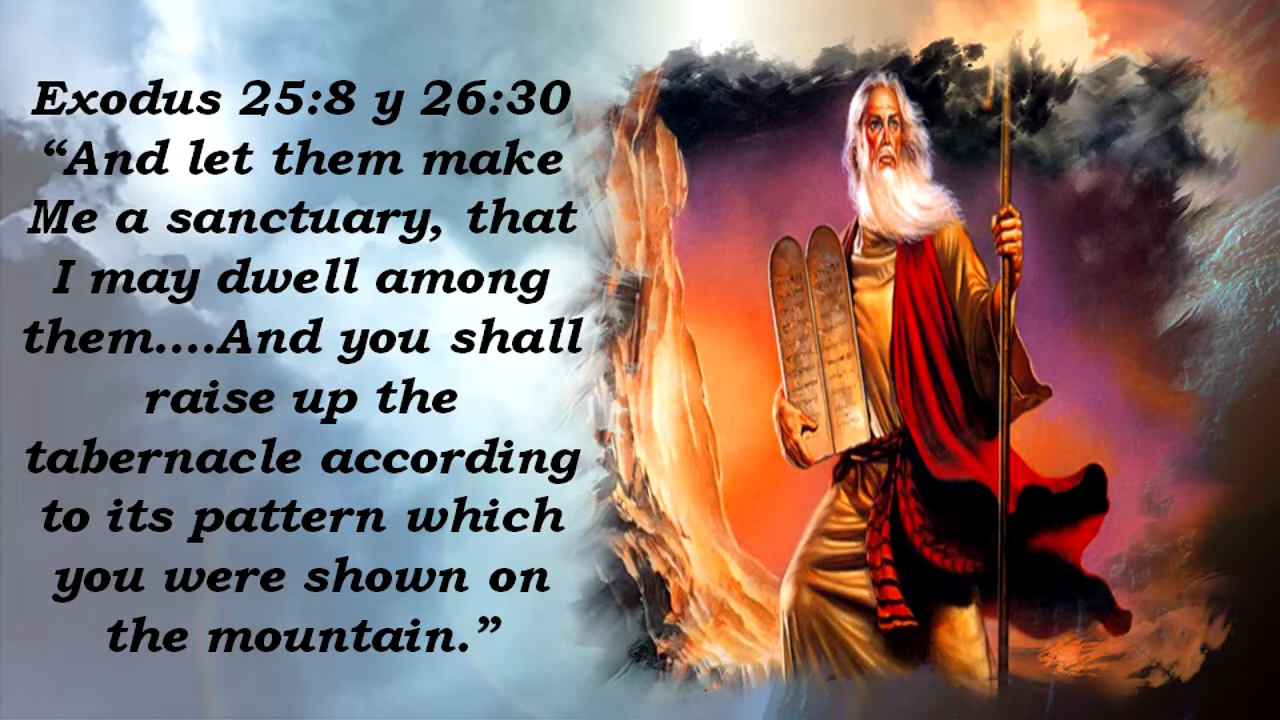 Exodus 25:8 y 26:30
“And let them make
Me a sanctuary, that
I may dwell among
them....And you shall
raise up the
tabernacle according
to its pattern which
you were shown on
the mountain.”